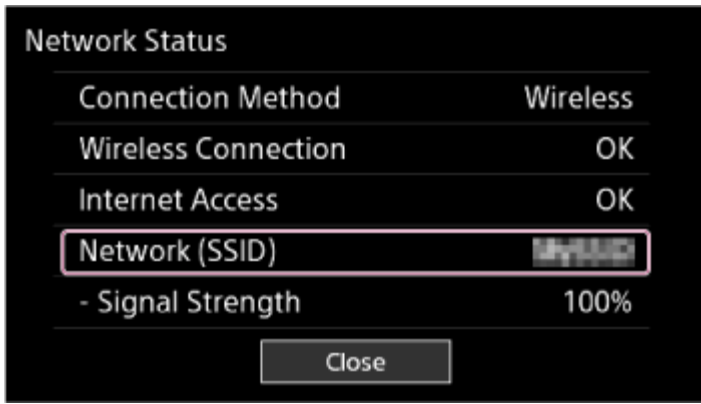 Network Status
Connection Method Wireless
Wireless Connection OK
Internet Access OK
Network (SSID)
- Signal Strength 100%
Close